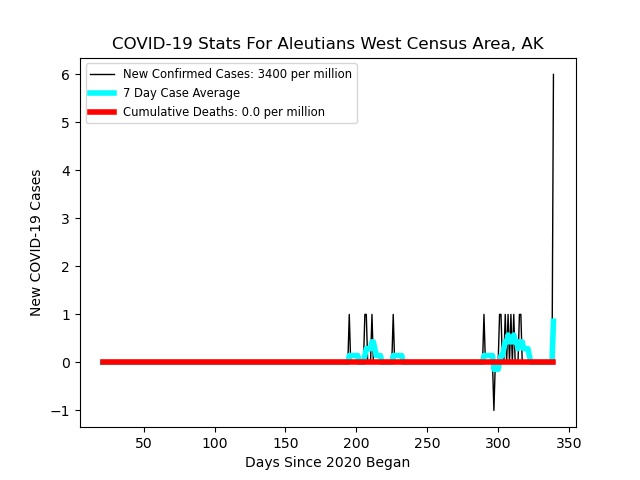 COVID-19 Stats For Aleutians West Census Area, AK
New Confirmed Cases: 3400 per million
7 Day Case Average
Cumulative Deaths: 0.0 per million
New COVID-19 Cases
6
5
4
3
2
1
0
−1
50 100 150 200 250 300 350
Days Since 2020 Began